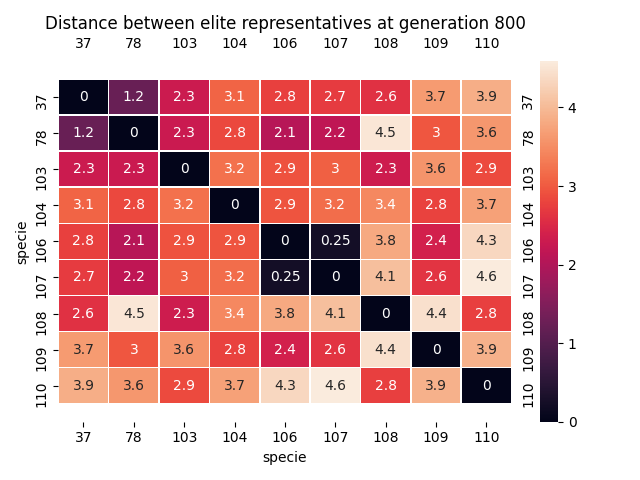 Distance between elite representatives at generation 800
37 78 103 104 106 107 108 109 110
37 0 1.2 2.3 3.1 2.8 2.7 2.6 3.7 3.9 37
78 1.2 0 2.3 2.8 2.1 2.2 4.5 3 3.6 78
103 2.3 2.3 0 3.2 2.9 3 2.3 3.6 2.9 103
104 3.1 2.8 3.2 0 2.9 3.2 3.4 2.8 3.7 104
106 2.8 2.1 2.9 2.9 0 0.25 3.8 2.4 4.3 106
107 2.7 2.2 3 3.2 0.25 0 4.1 2.6 4.6 107
108 2.6 4.5 2.3 3.4 3.8 4.1 0 4.4 2.8 108
109 3.7 3 3.6 2.8 2.4 2.6 4.4 0 3.9 109
110 3.9 3.6 2.9 3.7 4.3 4.6 2.8 3.9 0 110
37 78 103 104 106 107 108 109 110
specie
specie
4
3
2
1
0